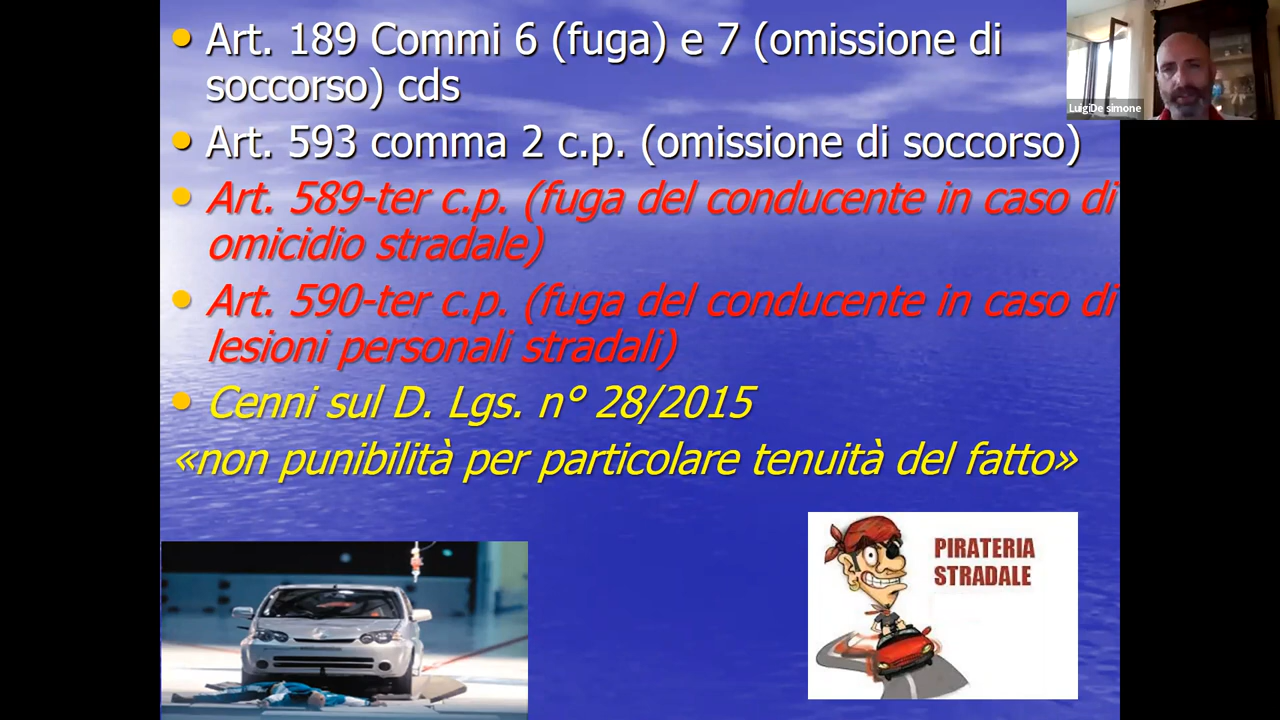 Art. 189 Commi 6 (fuga) e 7 (omissione di
soccorso) cds
Art. 593 comma 2 c.p. (omissione di soccorso)
Art. 589-ter c.p. (fuga del conducente in caso di
omicidio stradale)
Art. 590-ter c.p. (fuga del conducente in caso di
lesioni personali stradali)
Cenni sul D. Lgs. n° 28/2015
«non punibilità per particolare tenuità del fatto»
PIRATERIA
STRADALE
LuigiDe simone